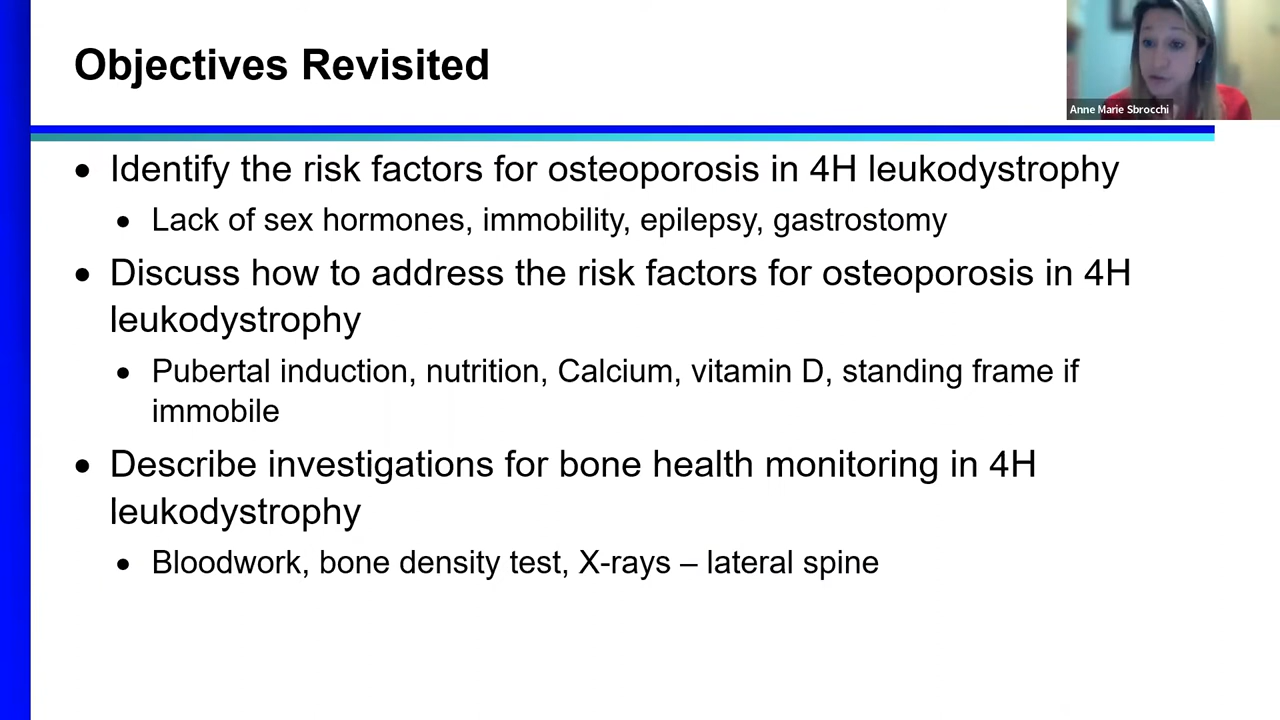 Objectives Revisited
Anne Marie Sbrocchi
• Identify the risk factors for osteoporosis in 4H leukodystrophy
• Lack of sex hormones, immobility, epilepsy, gastrostomy
• Discuss how to address the risk factors for osteoporosis in 4H
leukodystrophy
• Pubertal induction, nutrition, Calcium, vitamin D, standing frame if
immobile
• Describe investigations for bone health monitoring in 4H
leukodystrophy
• Bloodwork, bone density test, X-rays – lateral spine